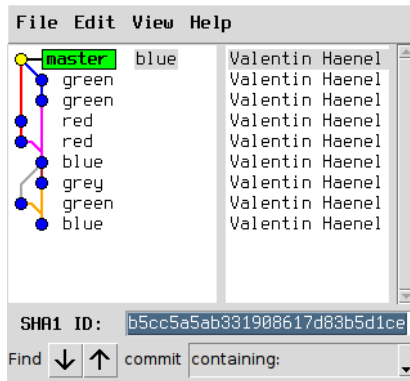 File Edit View Help
master blue Valentin Haenel
green Valentin Haenel
green Valentin Haenel
red Valentin Haenel
red Valentin Haenel
blue Valentin Haenel
grey Valentin Haenel
green Valentin Haenel
blue Valentin Haenel
SHA1 ID: b5cc5a5ab331908617d83b5d1ce
Find commit containing: